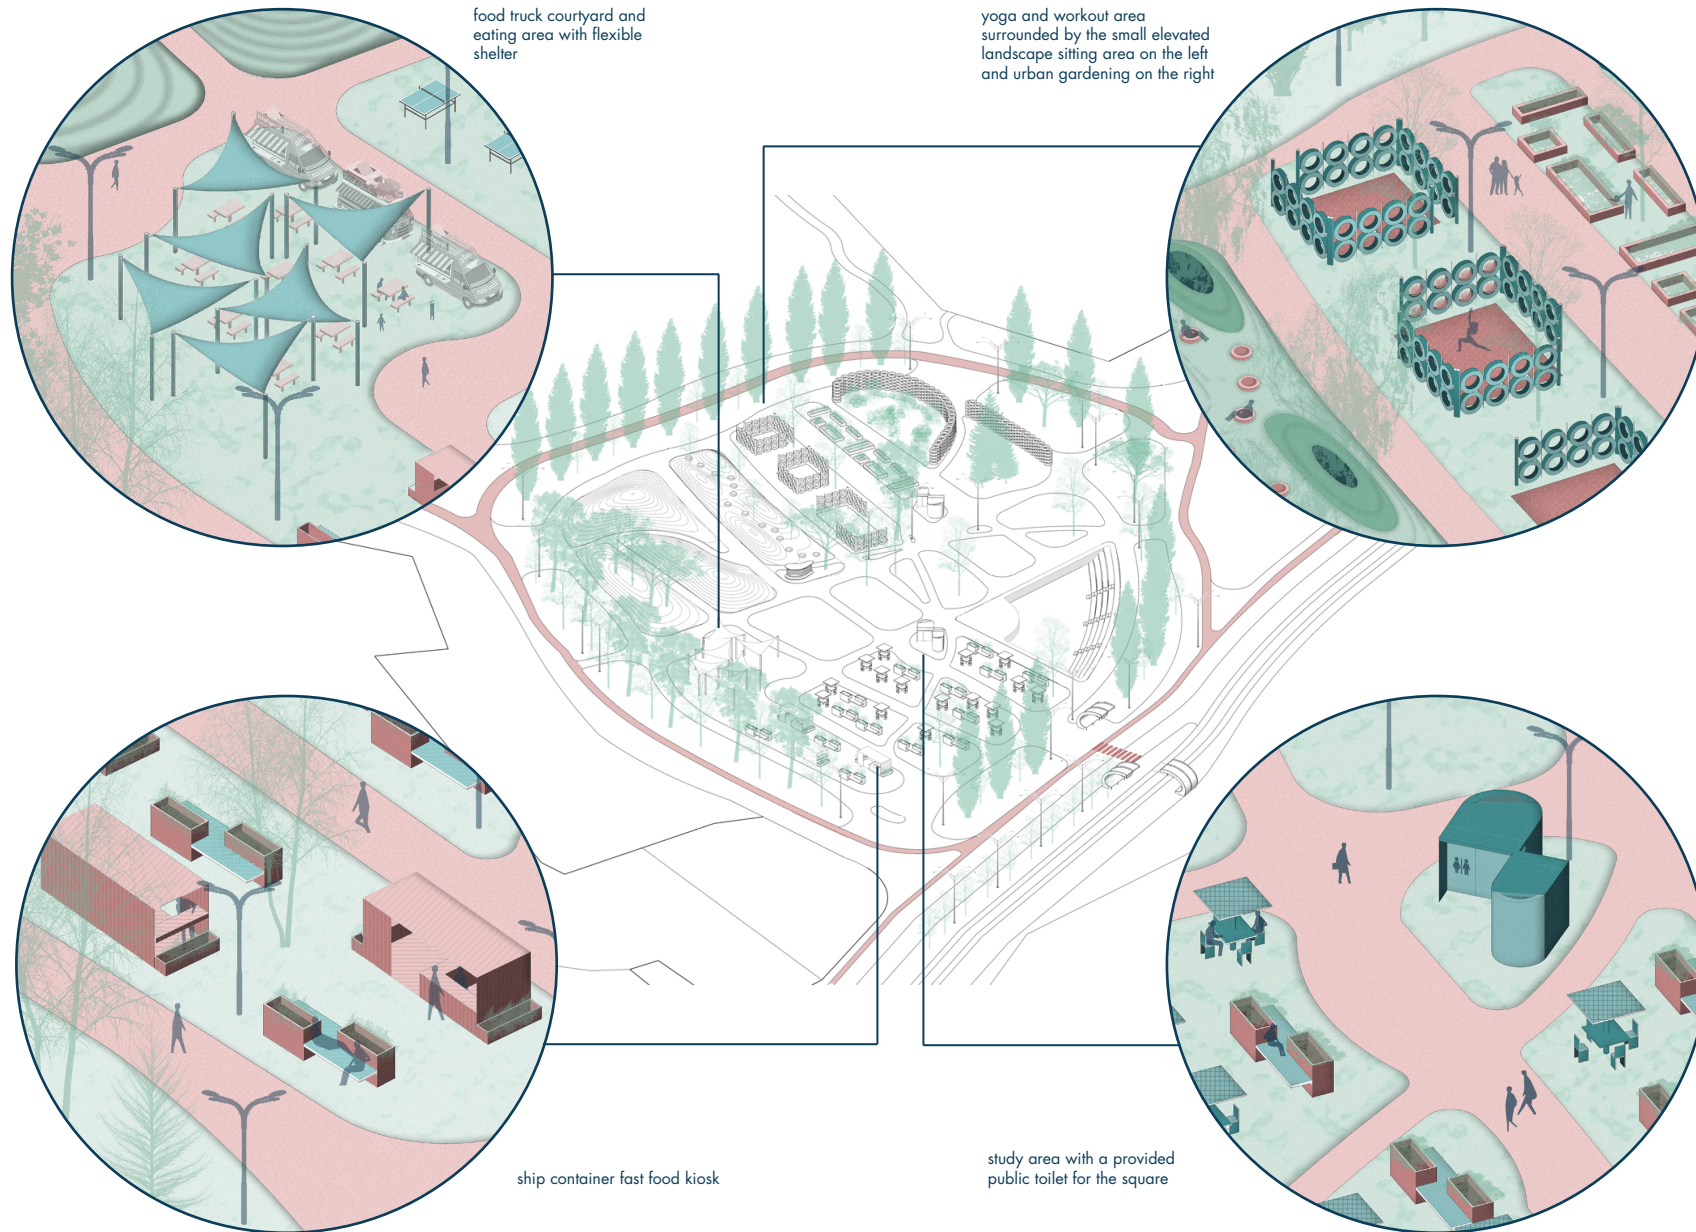 food truck courtyard and
eating area with flexible
shelter
yoga and workout area
surrounded by the small elevated
landscape sitting area on the left
and urban gardening on the right
ship container fast food kiosk
study area with a provided
public toilet for the square